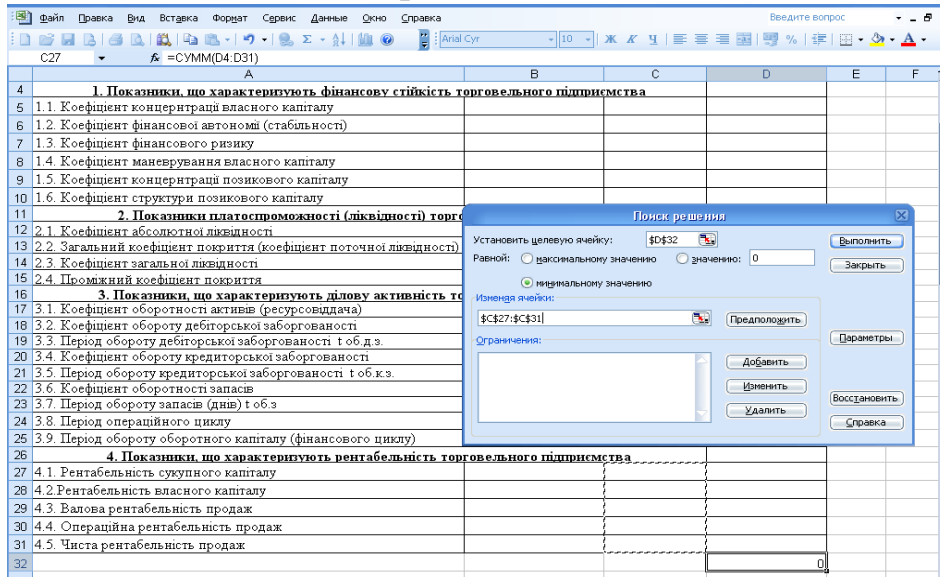 Файл Правка Вид Вставка Формат Сервис Данные Окно Справка Введите вопрос
Arial Cyr 10 Ж К Ч
C27 fx =СУММ(D4:D31)
A B C D E F
4 1. Показники, що характеризують фінансову стійкість торговельного підприємства
5 1.1. Коефіцієнт концернтрації власного капіталу
6 1.2. Коефіцієнт фінансової автономії (стабільності)
7 1.3. Коефіцієнт фінансового ризику
8 1.4. Коефіцієнт маневрування власного капіталу
9 1.5. Коефіцієнт концернтрації позикового капіталу
10 1.6. Коефіцієнт структури позикового капіталу
11 2. Показники платоспроможності (ліквідності) торго
12 2.1. Коефіцієнт абсолютної ліквідності
13 2.2. Загальний коефіцієнт покриття (коефіцієнт поточної ліквідності)
14 2.3. Коефіцієнт загальної ліквідності
15 2.4. Проміжний коефіцієнт покриття
16 3. Показники, що характеризують ділову активність то
17 3.1. Коефіцієнт оборотності активів (ресурсовіддача)
18 3.2. Коефіцієнт обороту дебіторської заборгованості
19 3.3. Період обороту дебіторської заборгованості t об.д.з.
20 3.4. Коефіцієнт обороту кредиторської заборгованості
21 3.5. Період обороту кредиторської заборгованості t об.к.з.
22 3.6. Коефіцієнт оборотності запасів
23 3.7. Період обороту запасів (днів) t об.з
24 3.8. Період операційного циклу
25 3.9. Період обороту оборотного капіталу (фінансового циклу)
26 4. Показники, що характеризують рентабельність торговельного підприємства
27 4.1. Рентабельність сукупного капіталу
28 4.2.Рентабельність власного капіталу
29 4.3. Валова рентабельність продаж
30 4.4. Операційна рентабельність продаж
31 4.5. Чиста рентабельність продаж
32 0
Поиск решения
Установить целевую ячейку: $D$32 Выполнить
Равной: максимальному значению значению: 0 Закрыть
минимальному значению
Изменяя ячейки:
$C$27:$C$31 Предположить
Ограничения: Параметры
Добавить
Изменить
Восстановить
Удалить
Справка